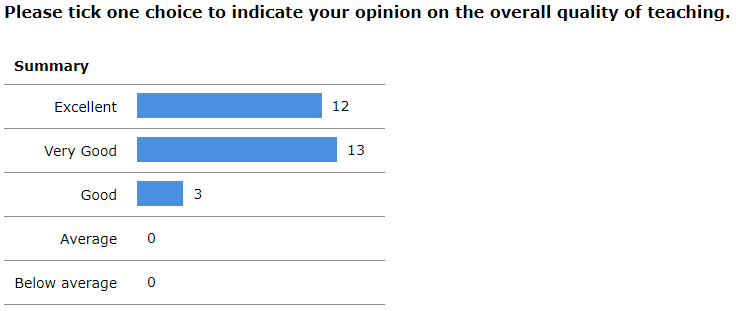 Please tick one choice to indicate your opinion on the overall quality of teaching.
Summary
Excellent 12
Very Good 13
Good 3
Average 0
Below average 0